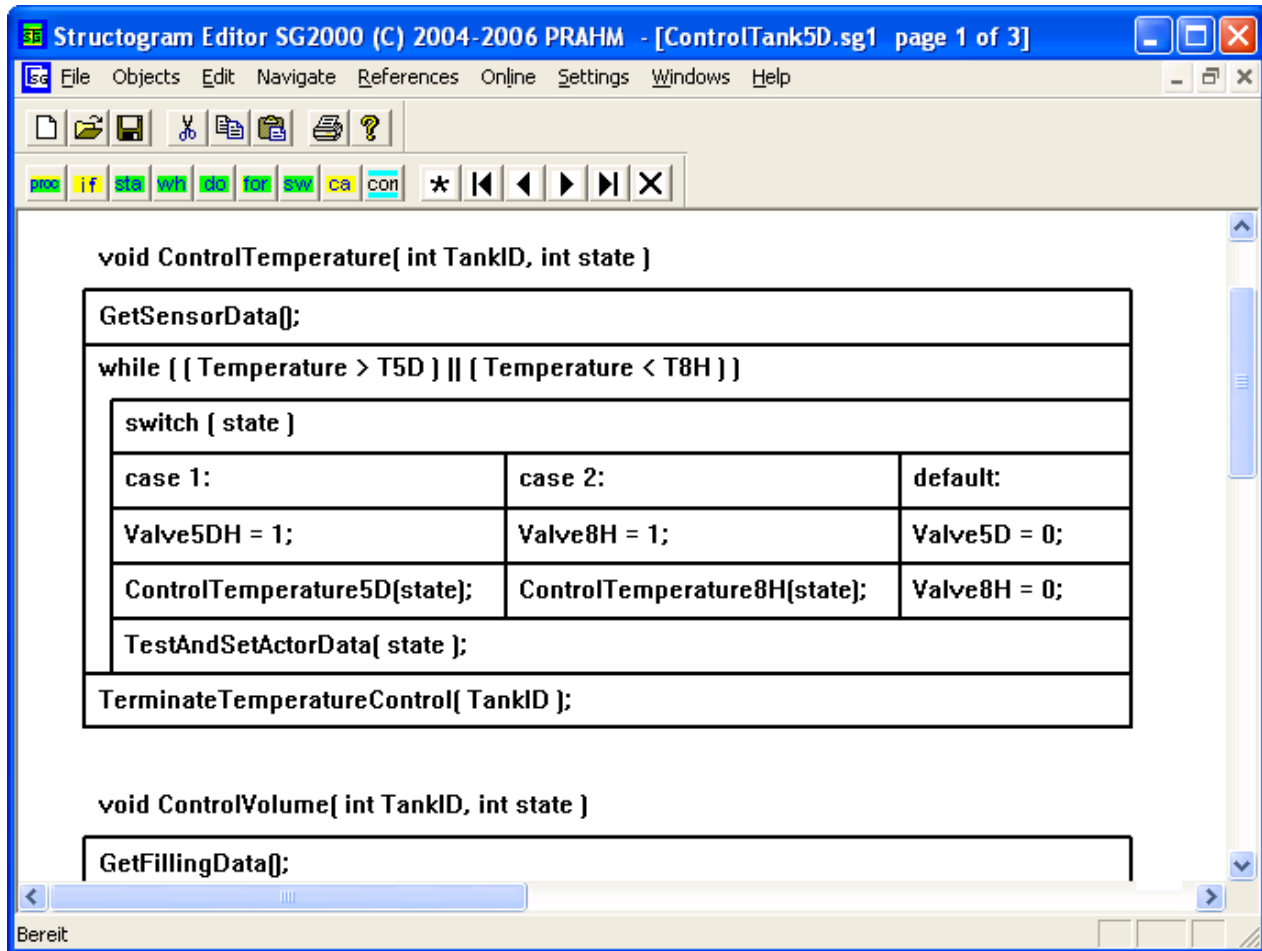 SG Structogram Editor SG2000 (C) 2004-2006 PRAHM - [ControlTank5D.sg1 page 1 of 3]
SG File Objects Edit Navigate References Online Settings Windows Help
proc if sta wh do for sw ca con
void ControlTemperature( int TankID, int state )
GetSensorData();
while ( ( Temperature > T5D ) || ( Temperature < T8H ) )
switch ( state )
case 1: case 2: default:
Valve5DH = 1; Valve8H = 1; Valve5D = 0;
ControlTemperature5D(state); ControlTemperature8H(state); Valve8H = 0;
TestAndSetActorData( state );
TerminateTemperatureControl( TankID );
void ControlVolume( int TankID, int state )
GetFillingData();
Bereit